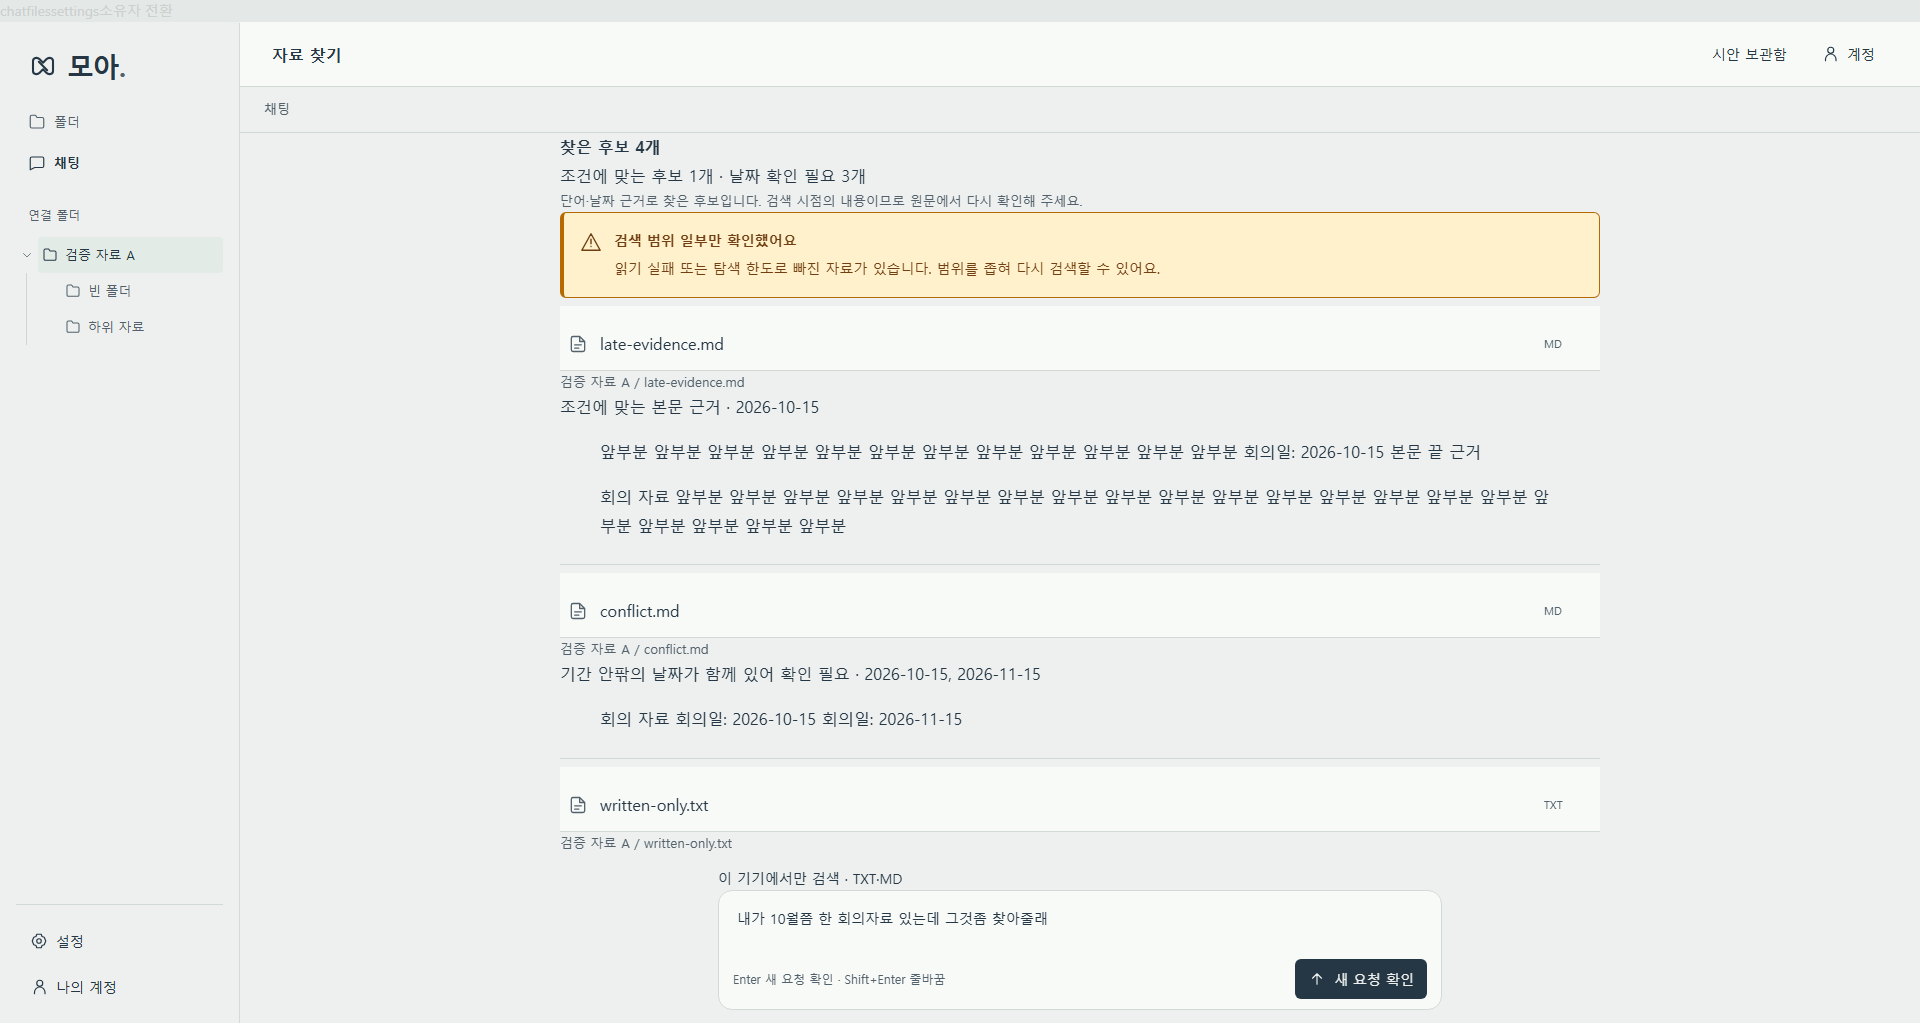 chatfilessettings소유자 전환
모아.
폴더
채팅
연결 폴더
검증 자료 A
빈 폴더
하위 자료
설정
나의 계정
자료 찾기
시안 보관함
계정
채팅
찾은 후보 4개
조건에 맞는 후보 1개 · 날짜 확인 필요 3개
단어·날짜 근거로 찾은 후보입니다. 검색 시점의 내용이므로 원문에서 다시 확인해 주세요.
검색 범위 일부만 확인했어요
읽기 실패 또는 탐색 한도로 빠진 자료가 있습니다. 범위를 좁혀 다시 검색할 수 있어요.
late-evidence.md
MD
검증 자료 A / late-evidence.md
조건에 맞는 본문 근거 · 2026-10-15
앞부분 앞부분 앞부분 앞부분 앞부분 앞부분 앞부분 앞부분 앞부분 앞부분 앞부분 앞부분 회의일: 2026-10-15 본문 끝 근거
회의 자료 앞부분 앞부분 앞부분 앞부분 앞부분 앞부분 앞부분 앞부분 앞부분 앞부분 앞부분 앞부분 앞부분 앞부분 앞부분 앞부분 앞
부분 앞부분 앞부분 앞부분 앞부분
conflict.md
MD
검증 자료 A / conflict.md
기간 안팎의 날짜가 함께 있어 확인 필요 · 2026-10-15, 2026-11-15
회의 자료 회의일: 2026-10-15 회의일: 2026-11-15
written-only.txt
TXT
검증 자료 A / written-only.txt
이 기기에서만 검색 · TXT·MD
내가 10월쯤 한 회의자료 있는데 그것좀 찾아줄래
Enter 새 요청 확인 · Shift+Enter 줄바꿈
새 요청 확인